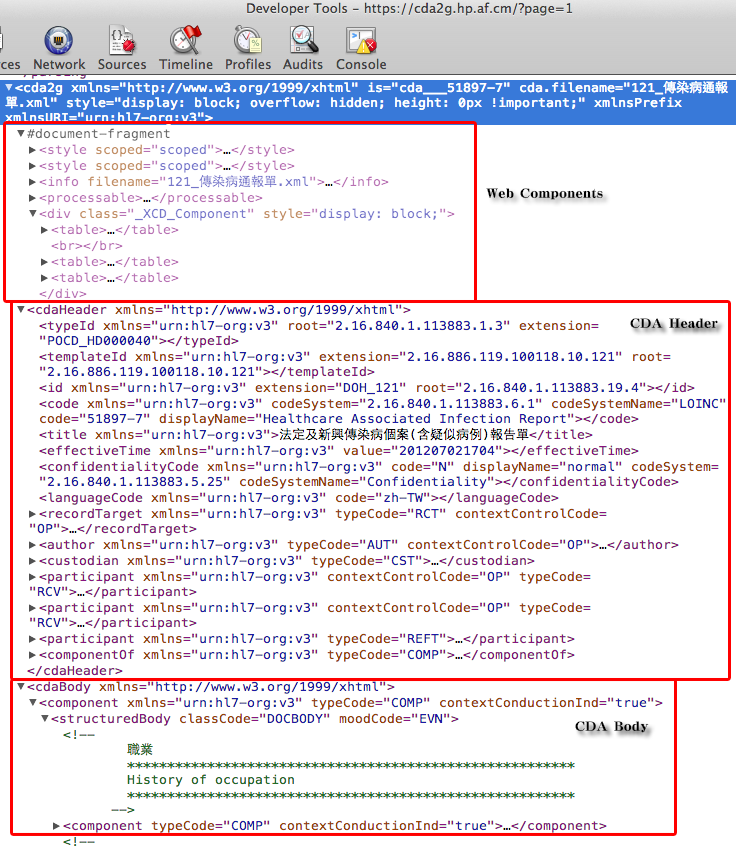 Developer Tools - https://cda2g.hp.af.cm/?page=1
ces Network Sources Timeline Profiles Audits Console
▼<cda2g xmlns="http://www.w3.org/1999/xhtml" is="cda___51897-7" cda.filename="121_傳染病通報
單.xml" style="display: block; overflow: hidden; height: 0px !important;" xmlnsPrefix
xmlnsURI="urn:hl7-org:v3">
▼#document-fragment
▶<style scoped="scoped">…</style>
▶<style scoped="scoped">…</style>
▶<info filename="121_傳染病通報單.xml">…</info>
▶<processable>…</processable>
▼<div class="_XCD_Component" style="display: block;">
▶<table>…</table>
<br></br>
▶<table>…</table>
▶<table>…</table>
</div>
Web Components
▼<cdaHeader xmlns="http://www.w3.org/1999/xhtml">
<typeId xmlns="urn:hl7-org:v3" root="2.16.840.1.113883.1.3" extension=
"POCD_HD000040"></typeId>
<templateId xmlns="urn:hl7-org:v3" extension="2.16.886.119.100118.10.121" root=
"2.16.886.119.100118.10.121"></templateId>
<id xmlns="urn:hl7-org:v3" extension="DOH_121" root="2.16.840.1.113883.19.4"></id>
<code xmlns="urn:hl7-org:v3" codeSystem="2.16.840.1.113883.6.1" codeSystemName="LOINC"
code="51897-7" displayName="Healthcare Associated Infection Report"></code>
<title xmlns="urn:hl7-org:v3">法定及新興傳染病個案(含疑似病例)報告單</title>
<effectiveTime xmlns="urn:hl7-org:v3" value="201207021704"></effectiveTime>
<confidentialityCode xmlns="urn:hl7-org:v3" code="N" displayName="normal" codeSystem=
"2.16.840.1.113883.5.25" codeSystemName="Confidentiality"></confidentialityCode>
<languageCode xmlns="urn:hl7-org:v3" code="zh-TW"></languageCode>
▶<recordTarget xmlns="urn:hl7-org:v3" typeCode="RCT" contextControlCode=
"OP">…</recordTarget>
▶<author xmlns="urn:hl7-org:v3" typeCode="AUT" contextControlCode="OP">…</author>
▶<custodian xmlns="urn:hl7-org:v3" typeCode="CST">…</custodian>
▶<participant xmlns="urn:hl7-org:v3" contextControlCode="OP" typeCode=
"RCV">…</participant>
▶<participant xmlns="urn:hl7-org:v3" contextControlCode="OP" typeCode=
"RCV">…</participant>
▶<participant xmlns="urn:hl7-org:v3" typeCode="REFT">…</participant>
▶<componentOf xmlns="urn:hl7-org:v3" typeCode="COMP">…</componentOf>
</cdaHeader>
CDA Header
▼<cdaBody xmlns="http://www.w3.org/1999/xhtml">
▼<component xmlns="urn:hl7-org:v3" typeCode="COMP" contextConductionInd="true">
▼<structuredBody classCode="DOCBODY" moodCode="EVN">
CDA Body
<!--
職業
********************************************************
History of occupation
********************************************************
-->
▶<component typeCode="COMP" contextConductionInd="true">…</component>
<!--